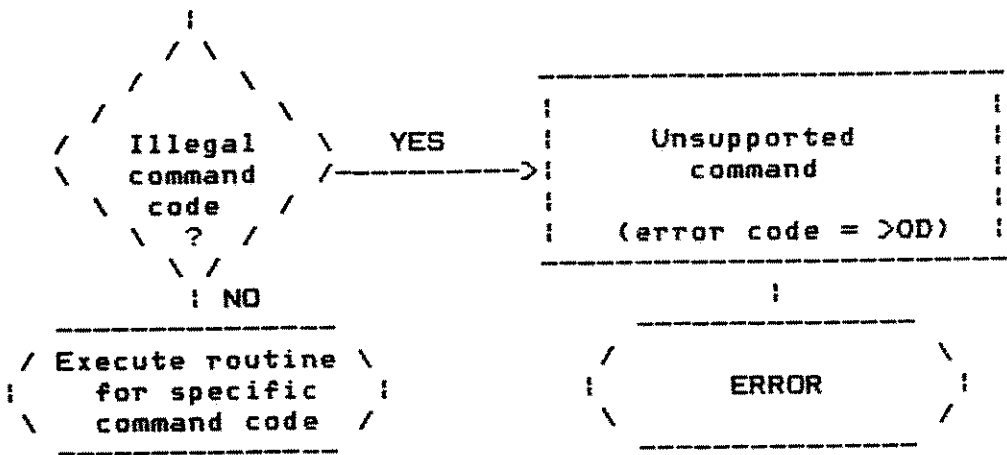 Illegal
command
code
?
YES
Unsupported
command
(error code = >0D)
NO
Execute routine
for specific
command code
ERROR